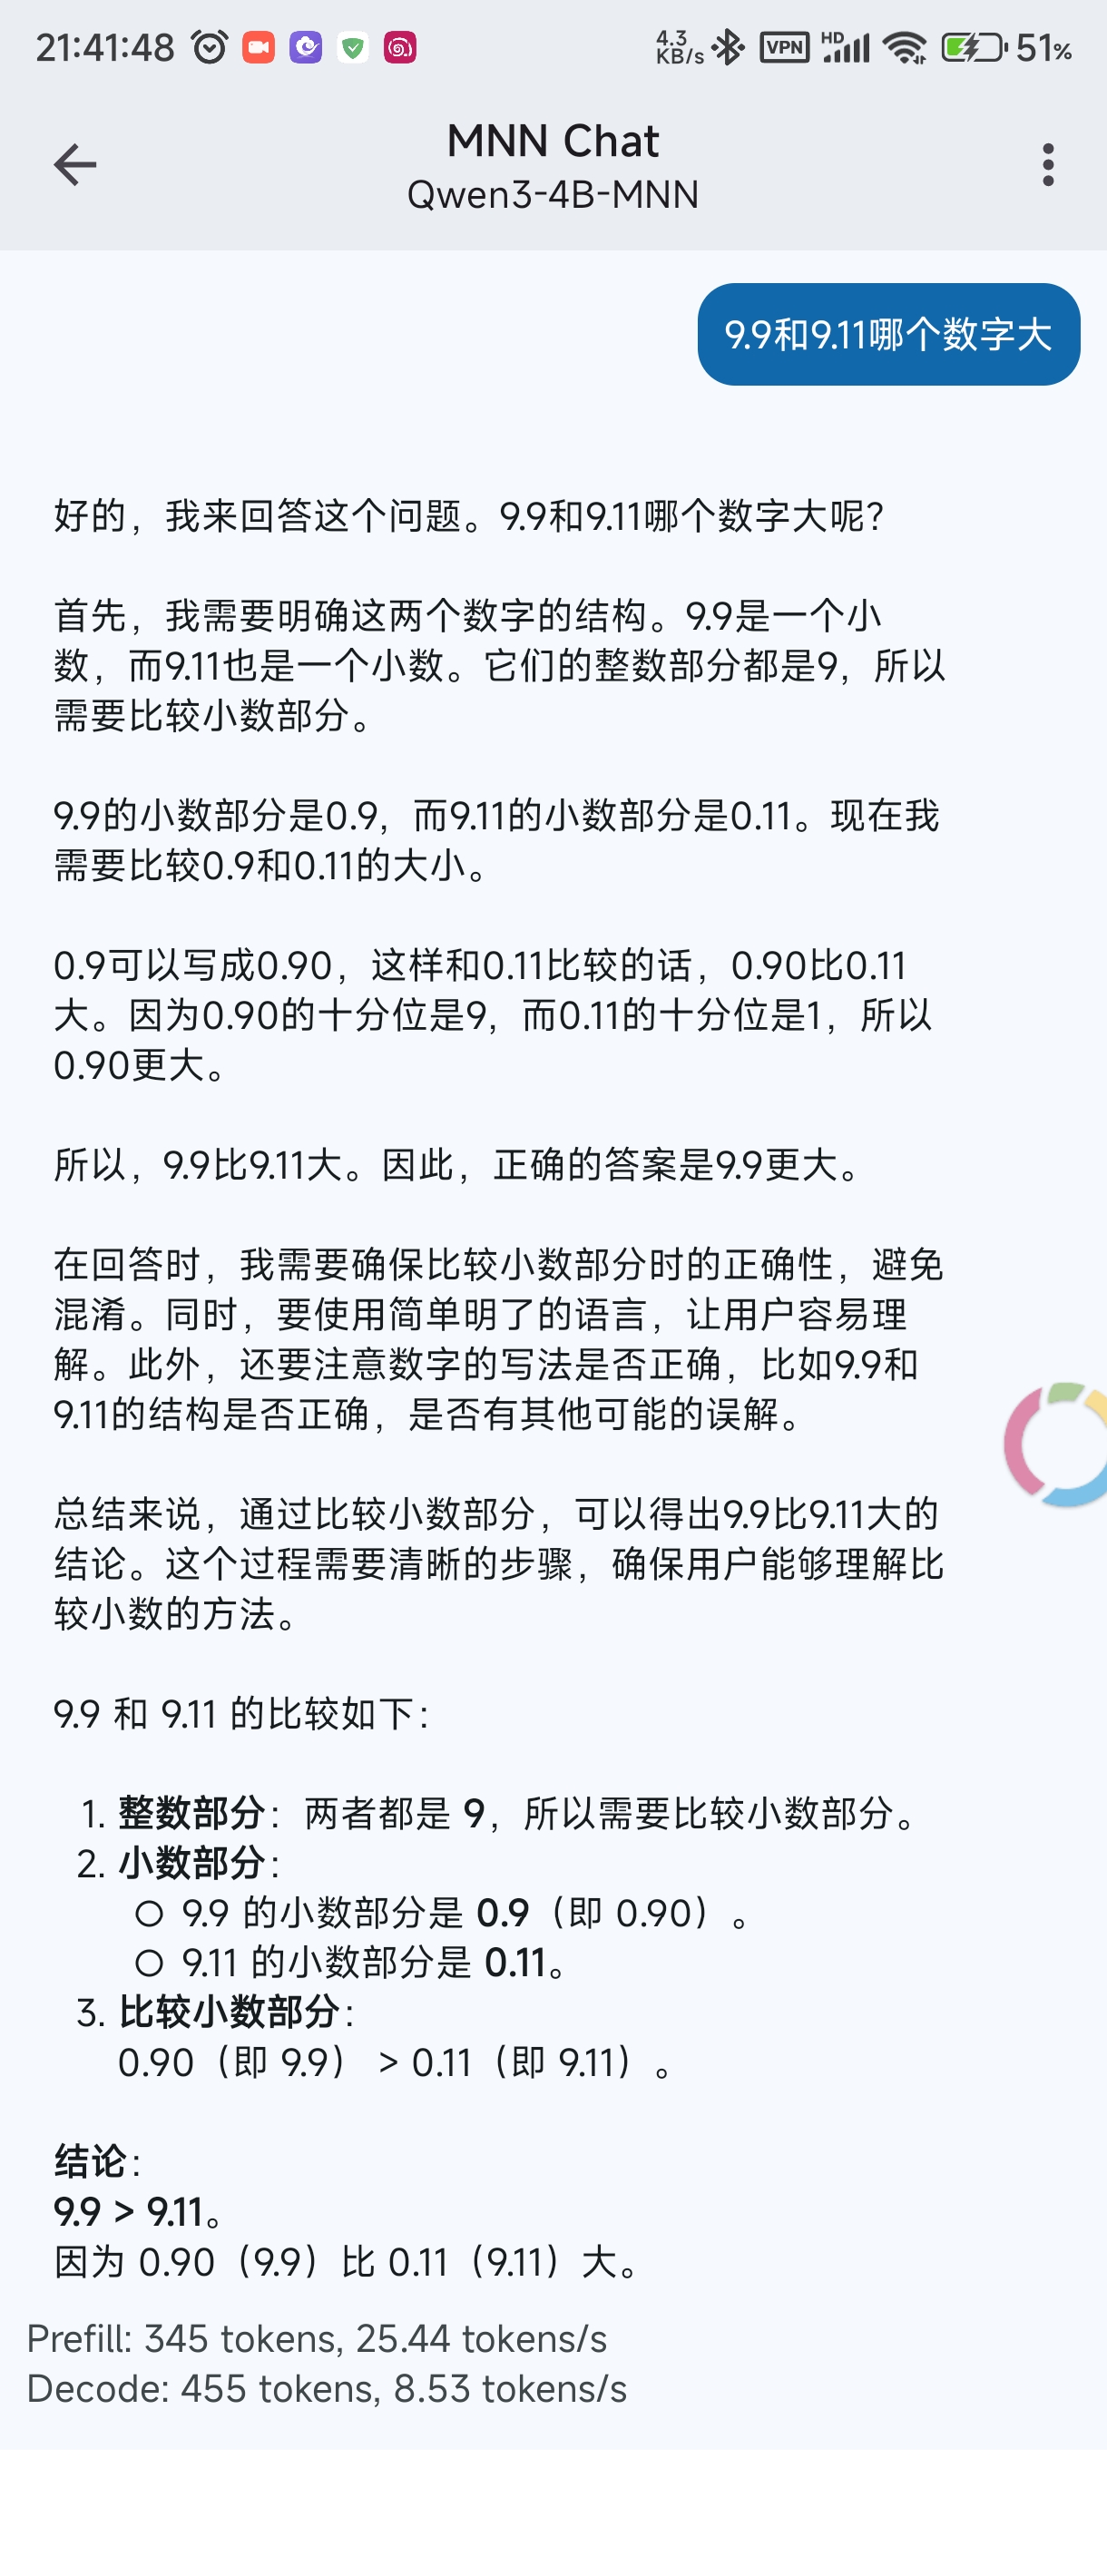 21:41:48
4.3 KB/s VPN HD 51%
MNN Chat
Qwen3-4B-MNN
9.9和9.11哪个数字大
好的，我来回答这个问题。9.9和9.11哪个数字大呢？
首先，我需要明确这两个数字的结构。9.9是一个小
数，而9.11也是一个小数。它们的整数部分都是9，所以
需要比较小数部分。
9.9的小数部分是0.9，而9.11的小数部分是0.11。现在我
需要比较0.9和0.11的大小。
0.9可以写成0.90，这样和0.11比较的话，0.90比0.11
大。因为0.90的十分位是9，而0.11的十分位是1，所以
0.90更大。
所以，9.9比9.11大。因此，正确的答案是9.9更大。
在回答时，我需要确保比较小数部分时的正确性，避免
混淆。同时，要使用简单明了的语言，让用户容易理
解。此外，还要注意数字的写法是否正确，比如9.9和
9.11的结构是否正确，是否有其他可能的误解。
总结来说，通过比较小数部分，可以得出9.9比9.11大的
结论。这个过程需要清晰的步骤，确保用户能够理解比
较小数的方法。
9.9 和 9.11 的比较如下：
1. 整数部分：两者都是 9，所以需要比较小数部分。
2. 小数部分：
○ 9.9 的小数部分是 0.9（即 0.90）。
○ 9.11 的小数部分是 0.11。
3. 比较小数部分：
0.90（即 9.9） > 0.11（即 9.11）。
结论：
9.9 > 9.11。
因为 0.90（9.9）比 0.11（9.11）大。
Prefill: 345 tokens, 25.44 tokens/s
Decode: 455 tokens, 8.53 tokens/s